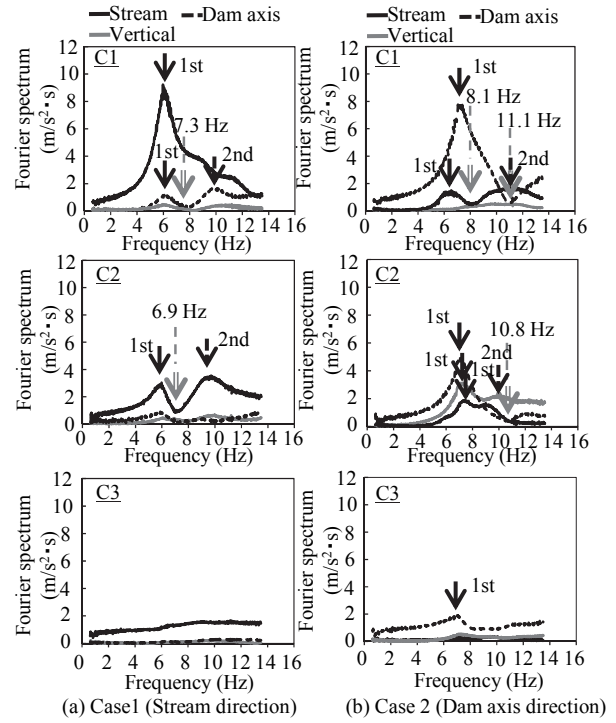 Stream Dam axis
Vertical
C1
12
10
8
6
4
2
0
0 2 4 6 8 10 12 14 16
Fourier spectrum
(m/s²・s)
Frequency (Hz)
1st
7.3 Hz
1st
2nd
Stream Dam axis
Vertical
C1
12
10
8
6
4
2
0
0 2 4 6 8 10 12 14 16
Fourier spectrum
(m/s²・s)
Frequency (Hz)
1st
8.1 Hz
11.1 Hz
1st
2nd
C2
12
10
8
6
4
2
0
0 2 4 6 8 10 12 14 16
Fourier spectrum
(m/s²・s)
Frequency (Hz)
6.9 Hz
1st
2nd
C2
12
10
8
6
4
2
0
0 2 4 6 8 10 12 14 16
Fourier spectrum
(m/s²・s)
Frequency (Hz)
1st
10.8 Hz
1st
2nd
1st
C3
12
10
8
6
4
2
0
0 2 4 6 8 10 12 14 16
Fourier spectrum
(m/s²・s)
Frequency (Hz)
(a) Case1 (Stream direction)
C3
12
10
8
6
4
2
0
0 2 4 6 8 10 12 14 16
Fourier spectrum
(m/s²・s)
Frequency (Hz)
1st
(b) Case 2 (Dam axis direction)